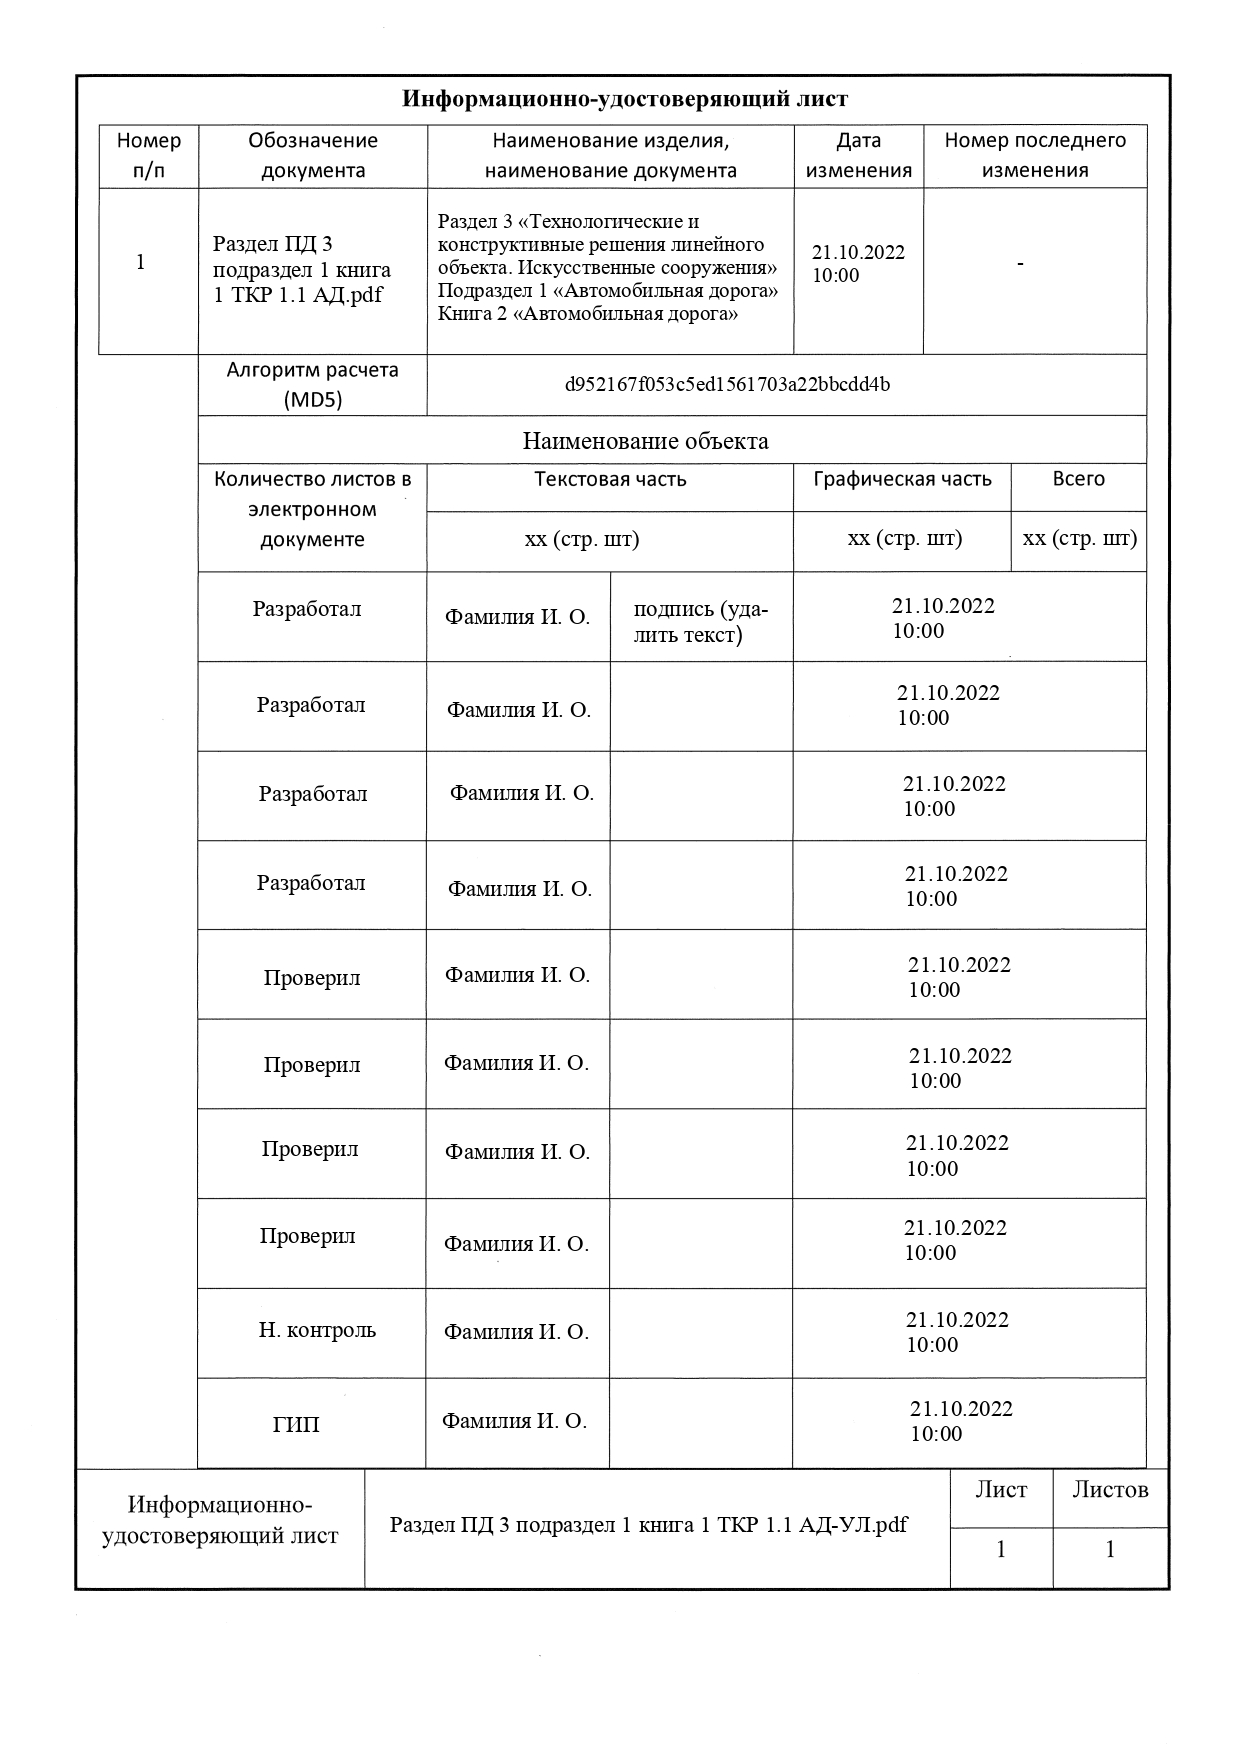 Информационно-удостоверяющий лист
Номер
п/п
Обозначение
документа
Наименование изделия,
наименование документа
Дата
изменения
Номер последнего
изменения
1
Раздел ПД 3
подраздел 1 книга
1 ТКР 1.1 АД.pdf
Раздел 3 «Технологические и
конструктивные решения линейного
объекта. Искусственные сооружения»
Подраздел 1 «Автомобильная дорога»
Книга 2 «Автомобильная дорога»
21.10.2022
10:00
-
Алгоритм расчета
(MD5)
d952167f053c5ed1561703a22bbcdd4b
Наименование объекта
Количество листов в
электронном
документе
Текстовая часть
Графическая часть
Всего
хх (стр. шт)
хх (стр. шт)
хх (стр. шт)
Разработал
Фамилия И. О.
подпись (уда-
лить текст)
21.10.2022
10:00
Разработал
Фамилия И. О.
21.10.2022
10:00
Разработал
Фамилия И. О.
21.10.2022
10:00
Разработал
Фамилия И. О.
21.10.2022
10:00
Проверил
Фамилия И. О.
21.10.2022
10:00
Проверил
Фамилия И. О.
21.10.2022
10:00
Проверил
Фамилия И. О.
21.10.2022
10:00
Проверил
Фамилия И. О.
21.10.2022
10:00
Н. контроль
Фамилия И. О.
21.10.2022
10:00
ГИП
Фамилия И. О.
21.10.2022
10:00
Информационно-
удостоверяющий лист
Раздел ПД 3 подраздел 1 книга 1 ТКР 1.1 АД-УЛ.pdf
Лист
Листов
1
1